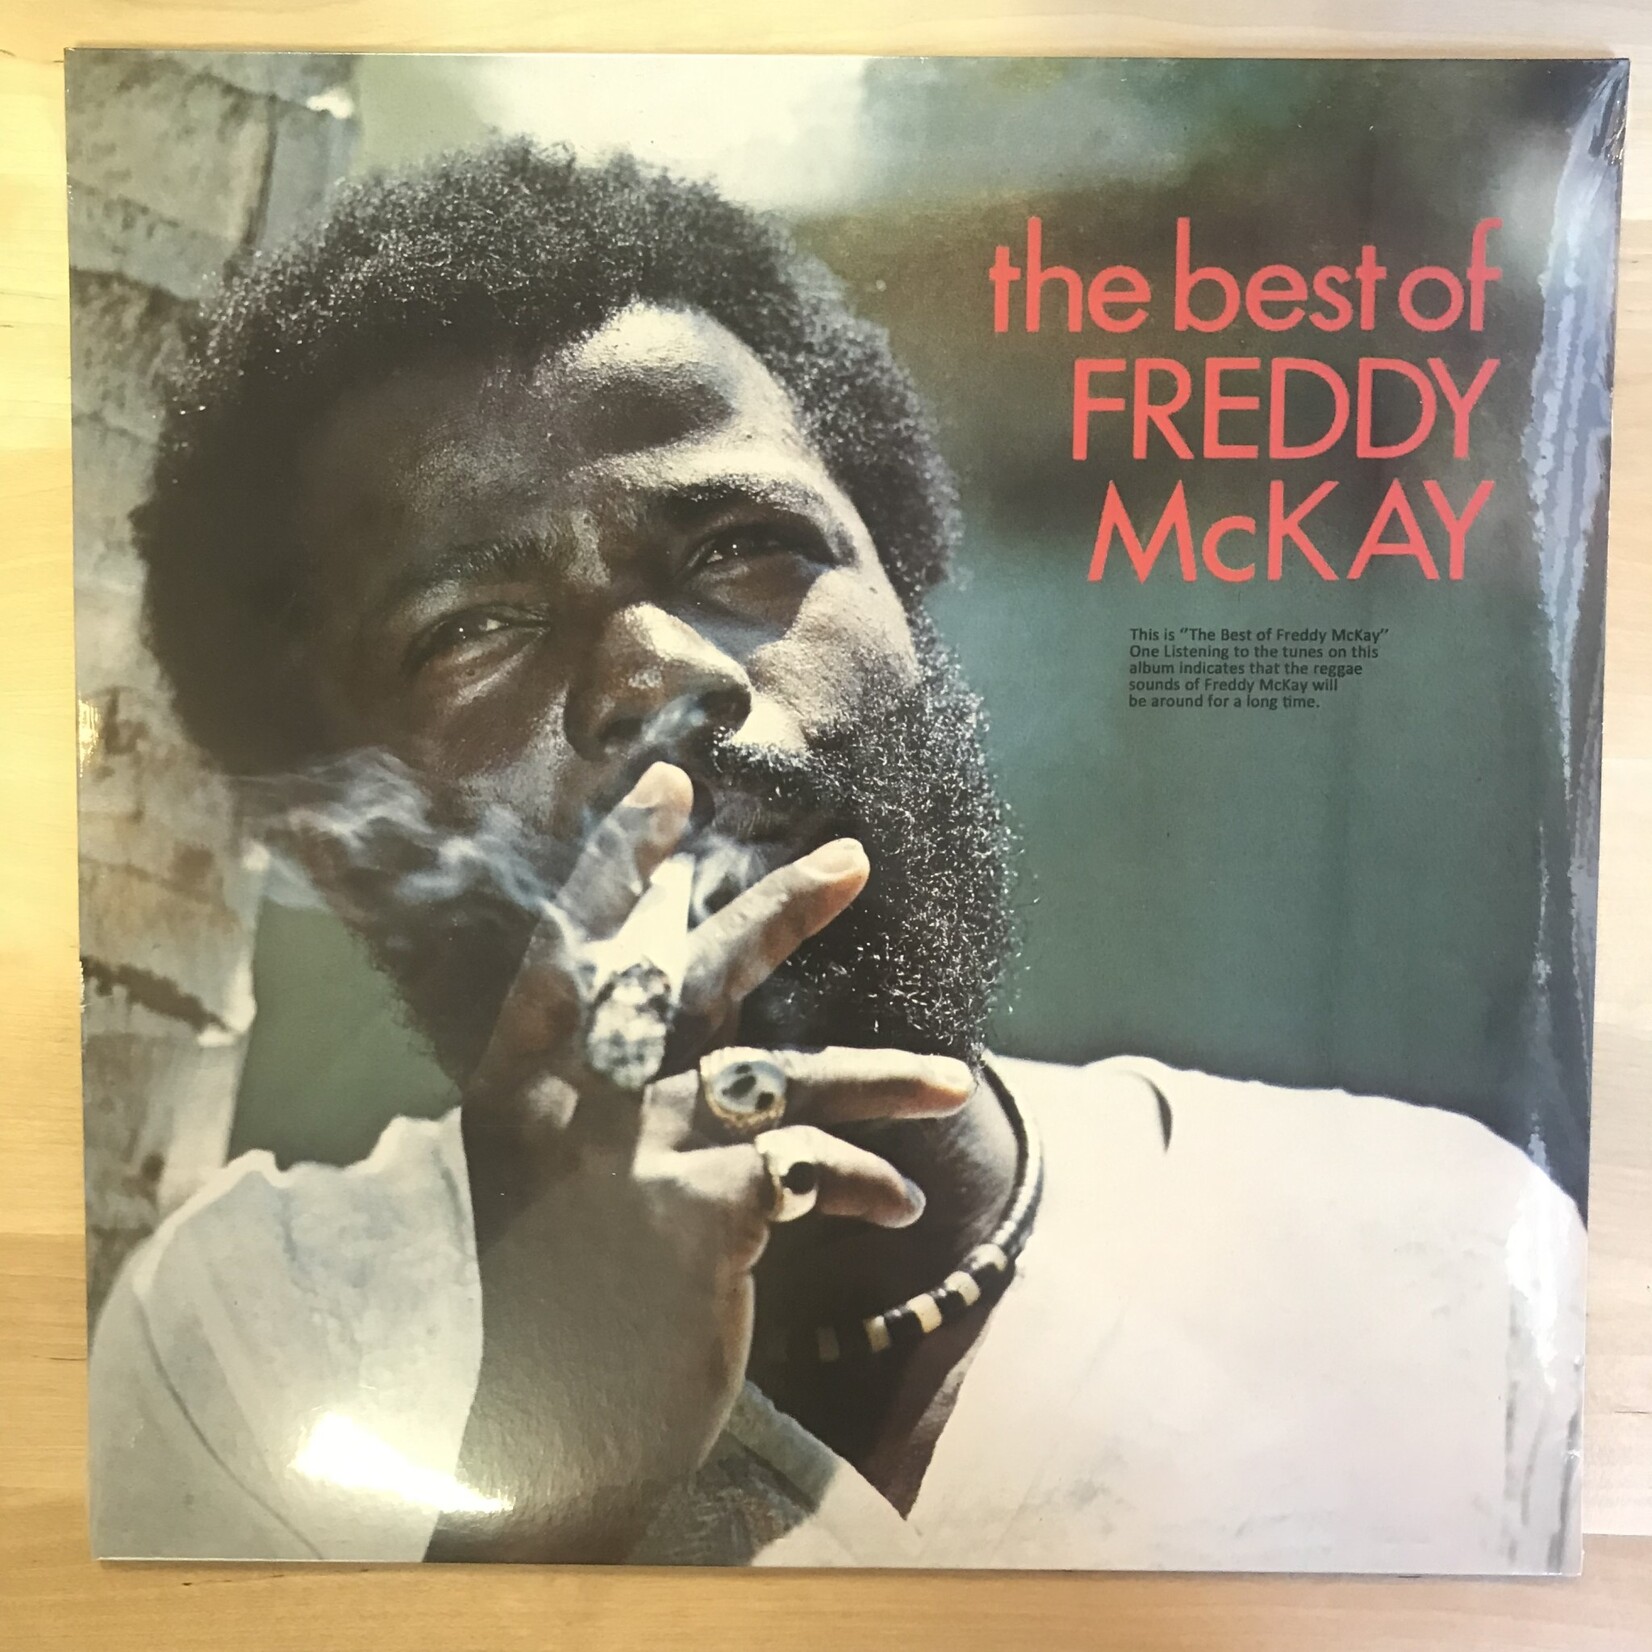 the best of
FREDDY
McKAY
This is "The Best of Freddy McKay"
One Listening to the tunes on this
album indicates that the reggae
sounds of Freddy McKay will
be around for a long time.